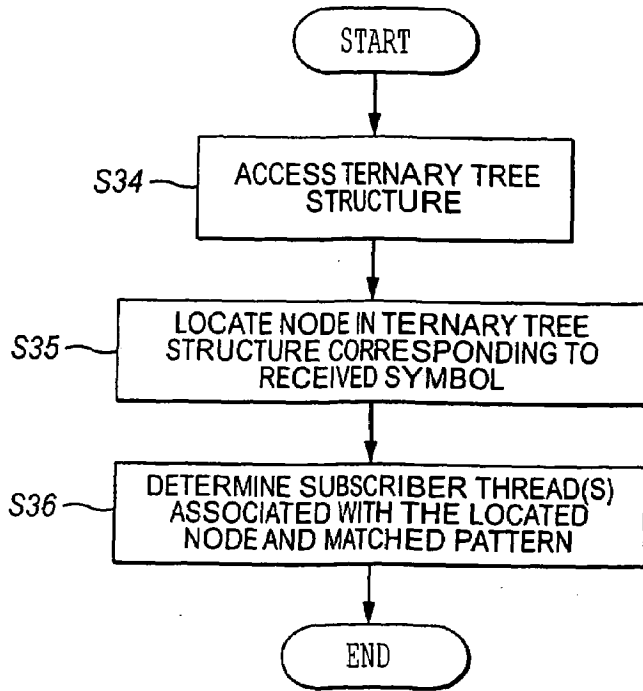 START
S34
ACCESS TERNARY TREE
STRUCTURE
S35
LOCATE NODE IN TERNARY TREE
STRUCTURE CORRESPONDING TO
RECEIVED SYMBOL
S36
DETERMINE SUBSCRIBER THREAD(S)
ASSOCIATED WITH THE LOCATED
NODE AND MATCHED PATTERN
END